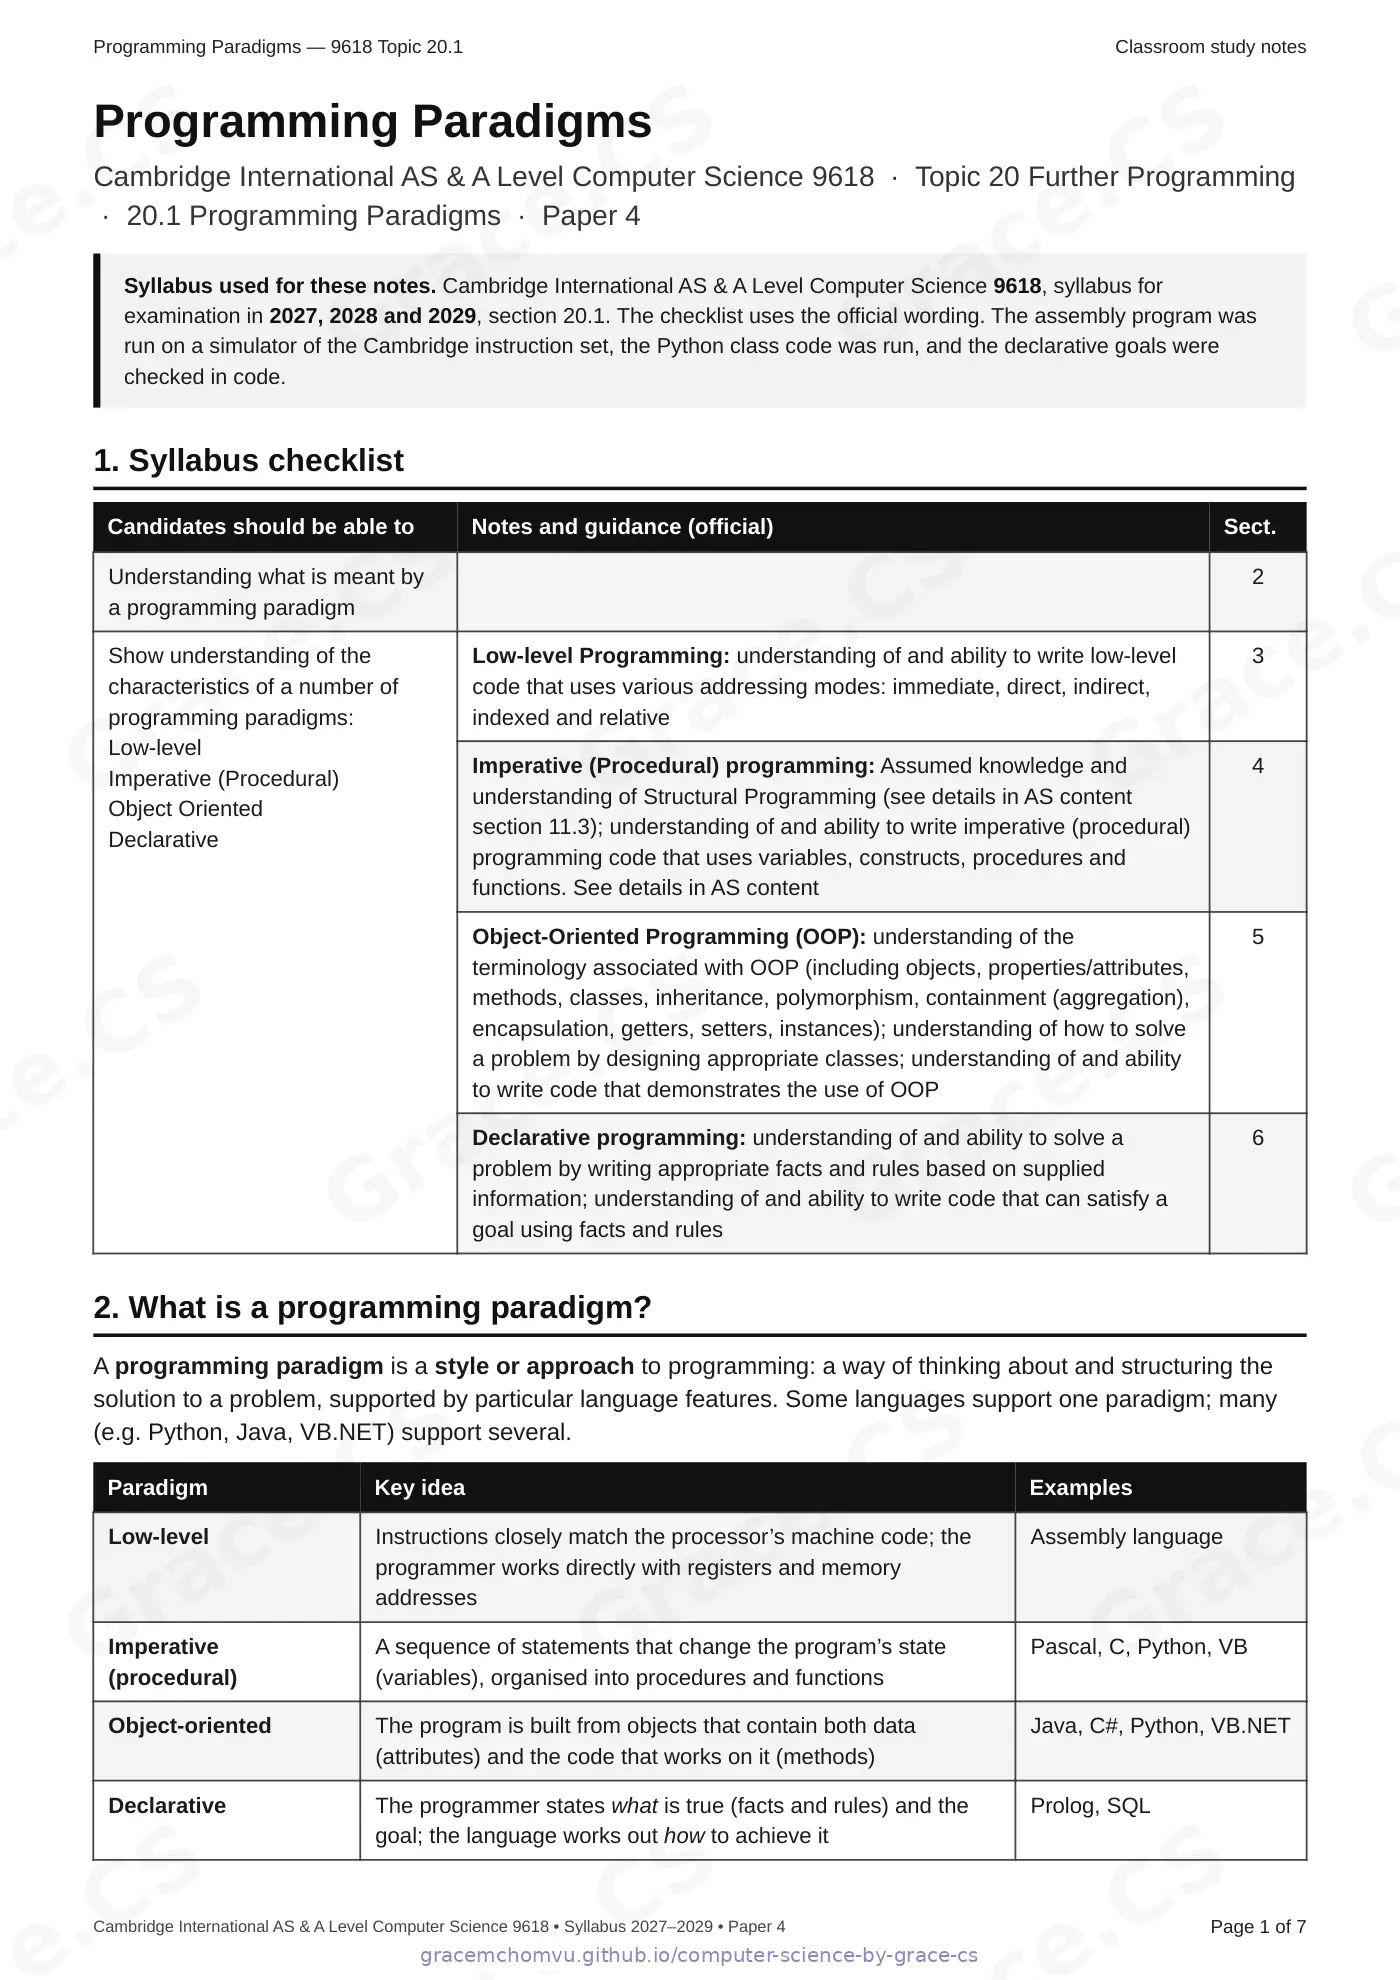 Programming Paradigms — 9618 Topic 20.1
Classroom study notes
Programming Paradigms
Cambridge International AS & A Level Computer Science 9618 · Topic 20 Further Programming
· 20.1 Programming Paradigms · Paper 4
Syllabus used for these notes. Cambridge International AS & A Level Computer Science 9618, syllabus for
examination in 2027, 2028 and 2029, section 20.1. The checklist uses the official wording. The assembly program was
run on a simulator of the Cambridge instruction set, the Python class code was run, and the declarative goals were
checked in code.
1. Syllabus checklist
Candidates should be able to
Notes and guidance (official)
Sect.
Understanding what is meant by
a programming paradigm
2
Show understanding of the
characteristics of a number of
programming paradigms:
Low-level
Imperative (Procedural)
Object Oriented
Declarative
Low-level Programming: understanding of and ability to write low-level
code that uses various addressing modes: immediate, direct, indirect,
indexed and relative
3
Imperative (Procedural) programming: Assumed knowledge and
understanding of Structural Programming (see details in AS content
section 11.3); understanding of and ability to write imperative (procedural)
programming code that uses variables, constructs, procedures and
functions. See details in AS content
4
Object-Oriented Programming (OOP): understanding of the
terminology associated with OOP (including objects, properties/attributes,
methods, classes, inheritance, polymorphism, containment (aggregation),
encapsulation, getters, setters, instances); understanding of how to solve
a problem by designing appropriate classes; understanding of and ability
to write code that demonstrates the use of OOP
5
Declarative programming: understanding of and ability to solve a
problem by writing appropriate facts and rules based on supplied
information; understanding of and ability to write code that can satisfy a
goal using facts and rules
6
2. What is a programming paradigm?
A programming paradigm is a style or approach to programming: a way of thinking about and structuring the
solution to a problem, supported by particular language features. Some languages support one paradigm; many
(e.g. Python, Java, VB.NET) support several.
Paradigm
Key idea
Examples
Low-level
Instructions closely match the processor’s machine code; the
programmer works directly with registers and memory
addresses
Assembly language
Imperative
(procedural)
A sequence of statements that change the program’s state
(variables), organised into procedures and functions
Pascal, C, Python, VB
Object-oriented
The program is built from objects that contain both data
(attributes) and the code that works on it (methods)
Java, C#, Python, VB.NET
Declarative
The programmer states what is true (facts and rules) and the
goal; the language works out how to achieve it
Prolog, SQL
Cambridge International AS & A Level Computer Science 9618 • Syllabus 2027–2029 • Paper 4
Page 1 of 7
gracemchomvu.github.io/computer-science-by-grace-cs
Grace.CS